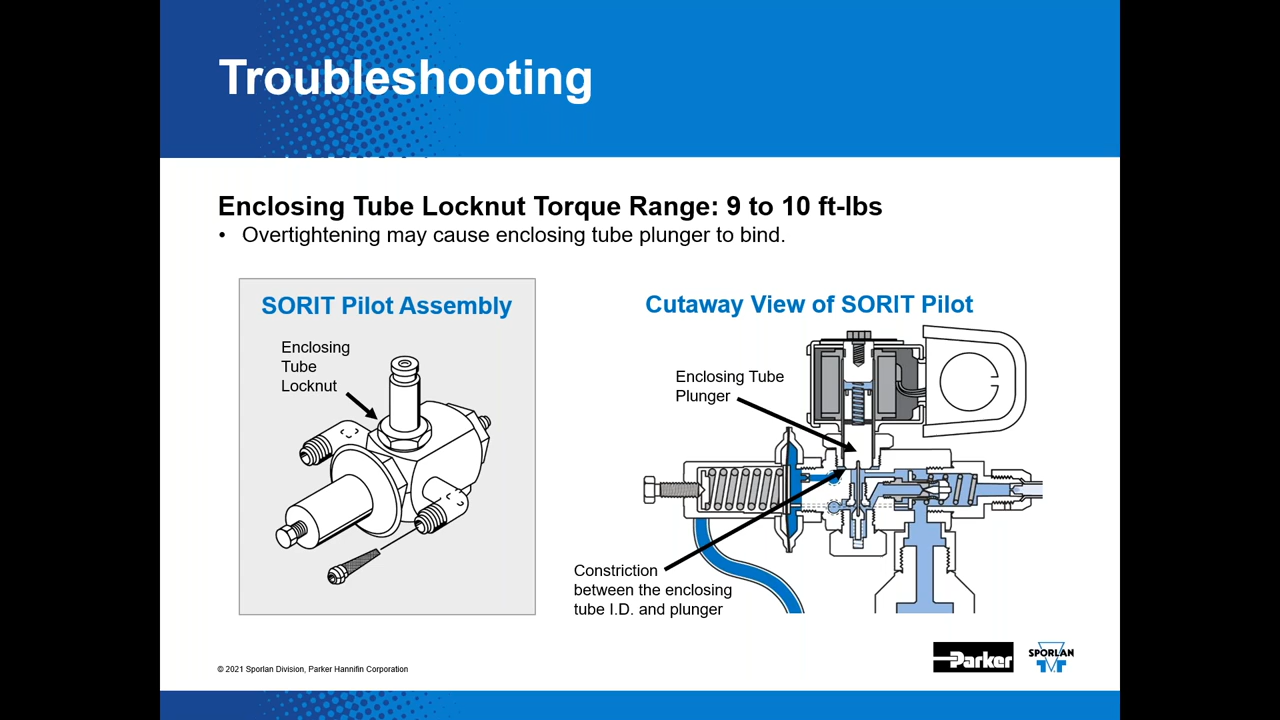 Troubleshooting
Enclosing Tube Locknut Torque Range: 9 to 10 ft-lbs
• Overtightening may cause enclosing tube plunger to bind.
SORIT Pilot Assembly
Enclosing
Tube
Locknut
Cutaway View of SORIT Pilot
Enclosing Tube
Plunger
Constriction
between the enclosing
tube I.D. and plunger
© 2021 Sporlan Division, Parker Hannifin Corporation
Parker
SPORLAN